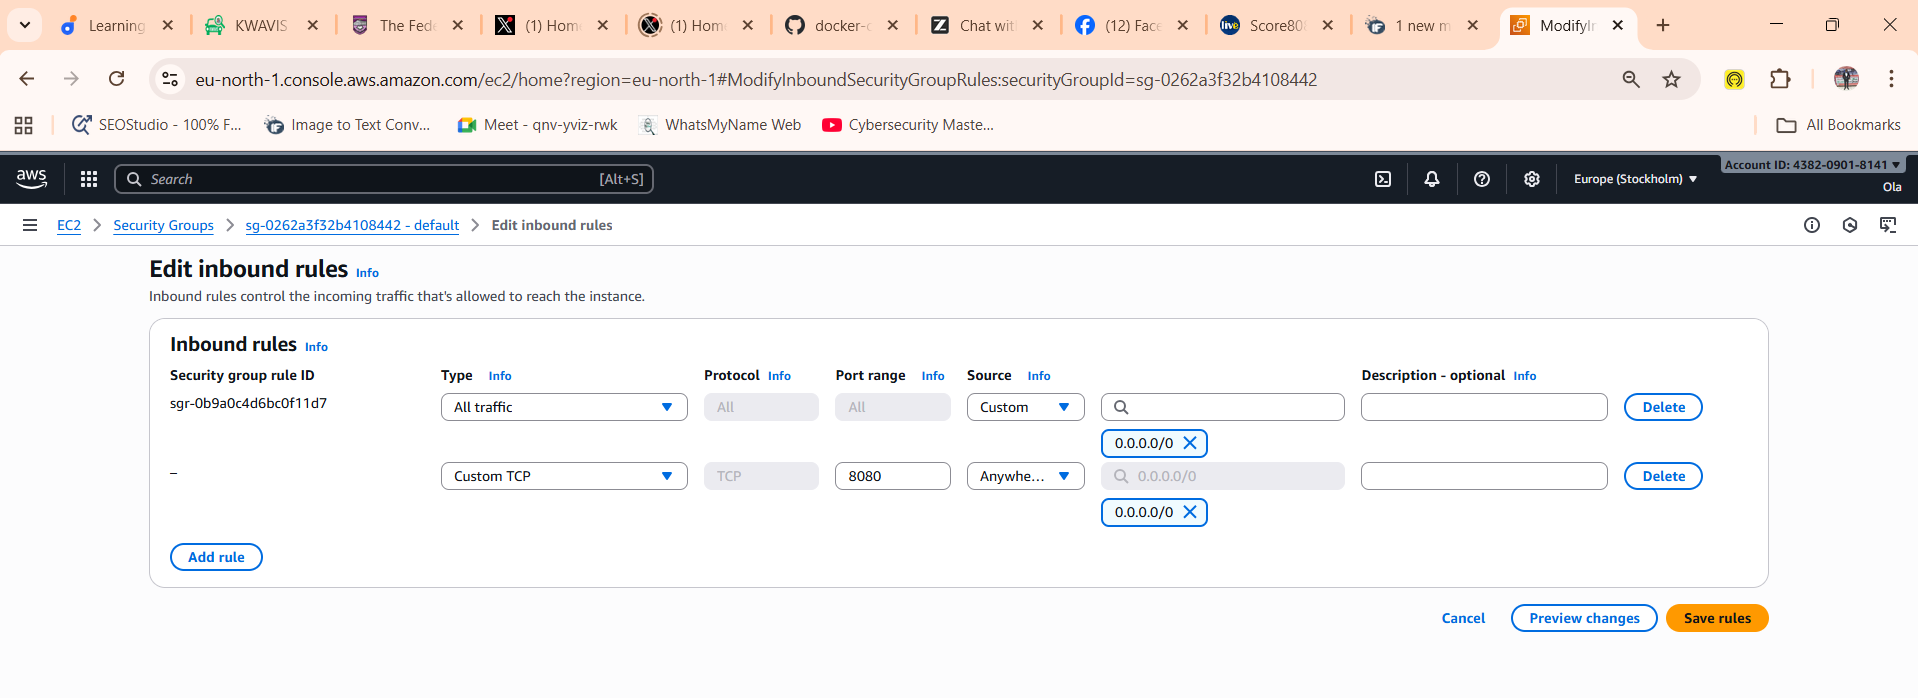 Learning
KWAVIS
The Fede
(1) Home
(1) Home
docker-c
Chat with
(12) Face
Score808
1 new m
ModifyIn
eu-north-1.console.aws.amazon.com/ec2/home?region=eu-north-1#ModifyInboundSecurityGroupRules:securityGroupId=sg-0262a3f32b4108442
SEOStudio - 100% F...
Image to Text Conv...
Meet - qnv-yviz-rwk
WhatsMyName Web
Cybersecurity Maste...
All Bookmarks
aws
Search
[Alt+S]
Europe (Stockholm)
Account ID: 4382-0901-8141
Ola
EC2
Security Groups
sg-0262a3f32b4108442 - default
Edit inbound rules
Edit inbound rules Info
Inbound rules control the incoming traffic that's allowed to reach the instance.
Inbound rules Info
Security group rule ID
Type Info
Protocol Info
Port range Info
Source Info
Description - optional Info
sgr-0b9a0c4d6bc0f11d7
All traffic
All
All
Custom
Delete
0.0.0.0/0
–
Custom TCP
TCP
8080
Anywhe...
0.0.0.0/0
Delete
0.0.0.0/0
Add rule
Cancel
Preview changes
Save rules